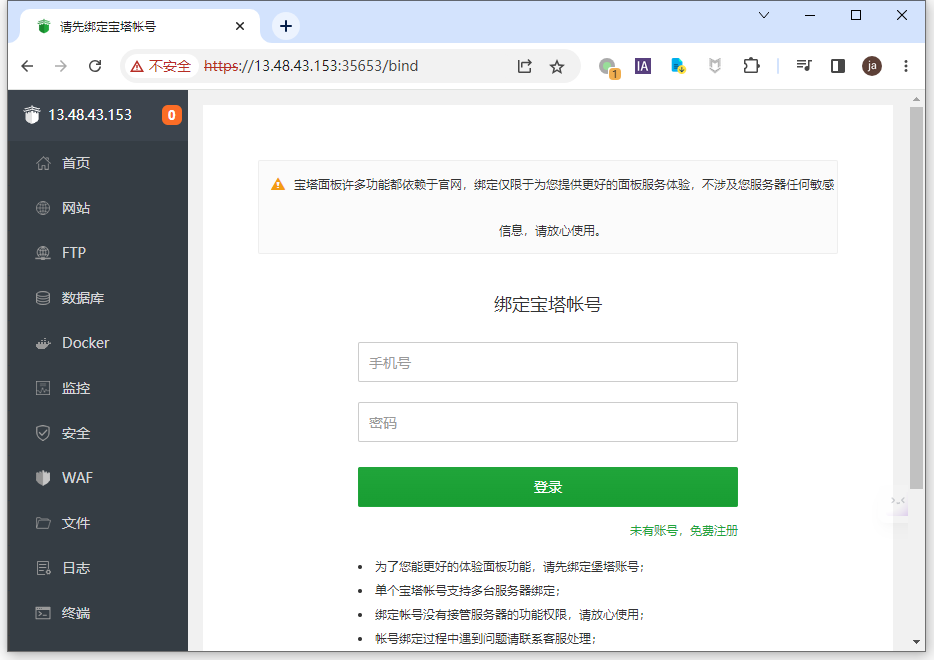 请先绑定宝塔帐号
不安全 https://13.48.43.153:35653/bind
1
IA
ja
13.48.43.153 0
首页
网站
FTP
数据库
Docker
监控
安全
WAF
文件
日志
终端
宝塔面板许多功能都依赖于官网，绑定仅限于为您提供更好的面板服务体验，不涉及您服务器任何敏感
信息，请放心使用。
绑定宝塔帐号
手机号
密码
登录
未有账号，免费注册
• 为了您能更好的体验面板功能，请先绑定堡塔账号；
• 单个宝塔帐号支持多台服务器绑定；
• 绑定帐号没有接管服务器的功能权限，请放心使用；
• 帐号绑定过程中遇到问题请联系客服处理；